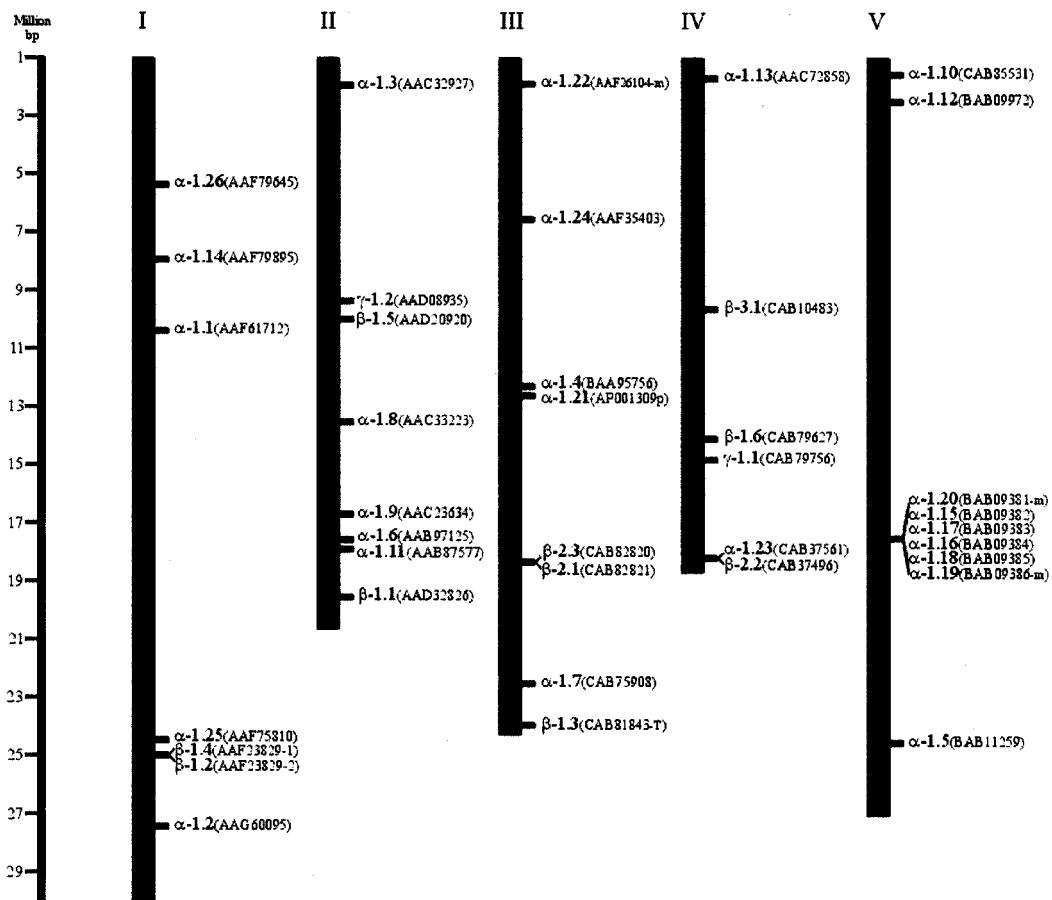 Million
bp
I
II
III
IV
V
1
3
5
7
9
11
13
15
17
19
21
23
25
27
29
α-1.26(AAF79645)
α-1.14(AAF79895)
α-1.1(AAF61712)
α-1.25(AAF75810)
β-1.4(AAF23829-1)
β-1.2(AAF23829-2)
α-1.2(AAG60095)
α-1.3(AAC32927)
γ-1.2(AAD08935)
β-1.5(AAD20920)
α-1.8(AAC33223)
α-1.9(AAC23634)
α-1.6(AAB97125)
α-1.11(AAB87577)
β-1.1(AAD32826)
α-1.22(AAF26104-m)
α-1.24(AAF35403)
α-1.4(BAA95756)
α-1.21(AP001309p)
β-2.3(CAB82820)
β-2.1(CAB82821)
α-1.7(CAB75908)
β-1.3(CAB81843-T)
α-1.13(AAC72858)
β-3.1(CAB10483)
β-1.6(CAB79627)
γ-1.1(CAB79756)
α-1.23(CAB37561)
β-2.2(CAB37496)
α-1.10(CAB85531)
α-1.12(BAB09972)
α-1.20(BAB09381-m)
α-1.15(BAB09382)
α-1.17(BAB09383)
α-1.16(BAB09384)
α-1.18(BAB09385)
α-1.19(BAB09386-m)
α-1.5(BAB11259)